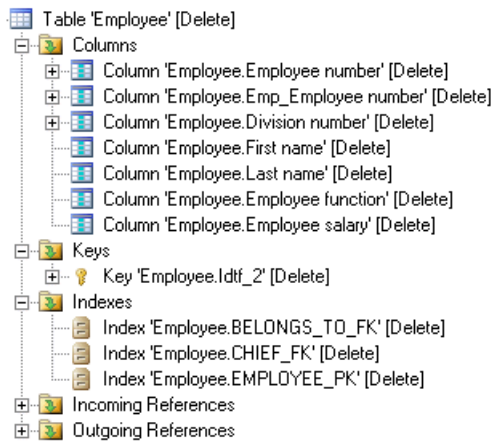 Table 'Employee' [Delete]
Columns
Column 'Employee.Employee number' [Delete]
Column 'Employee.Emp_Employee number' [Delete]
Column 'Employee.Division number' [Delete]
Column 'Employee.First name' [Delete]
Column 'Employee.Last name' [Delete]
Column 'Employee.Employee function' [Delete]
Column 'Employee.Employee salary' [Delete]
Keys
Key 'Employee.Idtf_2' [Delete]
Indexes
Index 'Employee.BELONGS_TO_FK' [Delete]
Index 'Employee.CHIEF_FK' [Delete]
Index 'Employee.EMPLOYEE_PK' [Delete]
Incoming References
Outgoing References